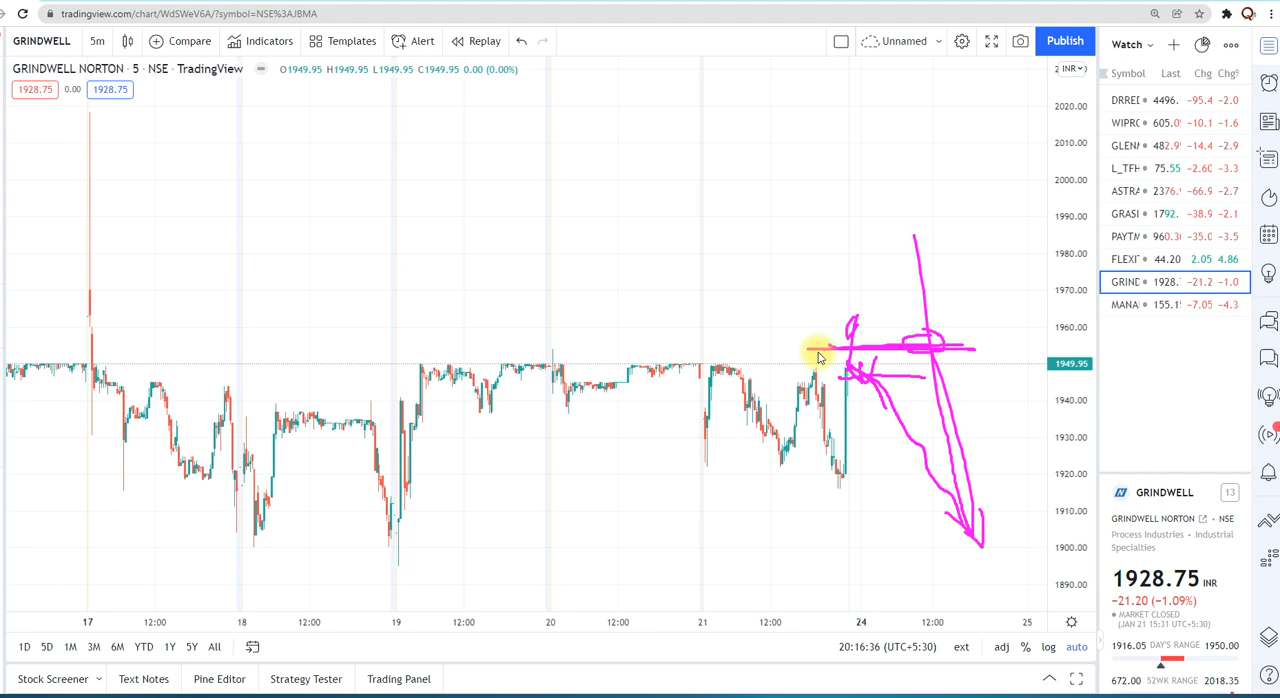 tradingview.com/chart/WdSWeV6A/?symbol=NSE%3AJBMA
GRINDWELL 5m Compare Indicators Templates Alert Replay Unnamed Publish
GRINDWELL NORTON · 5 · NSE · TradingView O1949.95 H1949.95 L1949.95 C1949.95 0.00 (0.00%)
1928.75 0.00 1928.75
INR
2020.00
2010.00
2000.00
1990.00
1980.00
1970.00
1960.00
1949.95
1940.00
1930.00
1920.00
1910.00
1900.00
1890.00
17 12:00 18 12:00 19 12:00 20 12:00 21 12:00 24 12:00 25
1D 5D 1M 3M 6M YTD 1Y 5Y All 20:16:36 (UTC+5:30) ext adj % log auto
Stock Screener Text Notes Pine Editor Strategy Tester Trading Panel
Watch
Symbol Last Chg Chg%
DRRED 4496. −95.4 −2.0
WIPRO 605.0 −10.1 −1.6
GLENM 482.9 −14.4 −2.9
L_TFH 75.55 −2.60 −3.3
ASTRA 2376. −66.9 −2.7
GRASI 1792. −38.9 −2.1
PAYTM 960.3 −35.0 −3.5
FLEXI 44.20 2.05 4.86
GRIND 1928. −21.2 −1.0
MANA 155.1 −7.05 −4.3
GRINDWELL 13
GRINDWELL NORTON · NSE
Process Industries · Industrial
Specialties
1928.75 INR
−21.20 (−1.09%)
MARKET CLOSED
(JAN 21 15:31 UTC+5:30)
1916.05 DAY'S RANGE 1950.00
672.00 52WK RANGE 2018.35